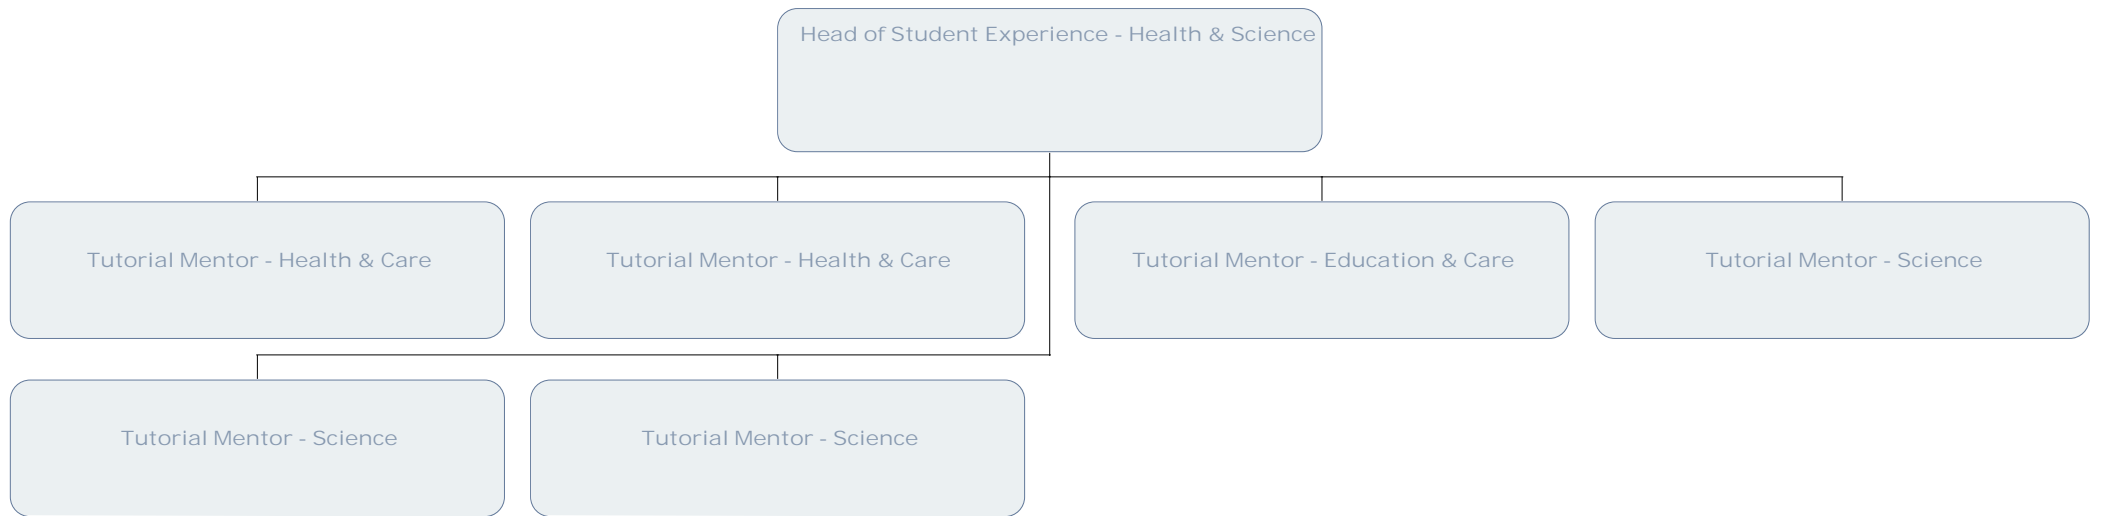 Head of Student Experience - Health & Science
Tutorial Mentor - Health & Care
Tutorial Mentor - Health & Care
Tutorial Mentor - Education & Care
Tutorial Mentor - Science
Tutorial Mentor - Science
Tutorial Mentor - Science